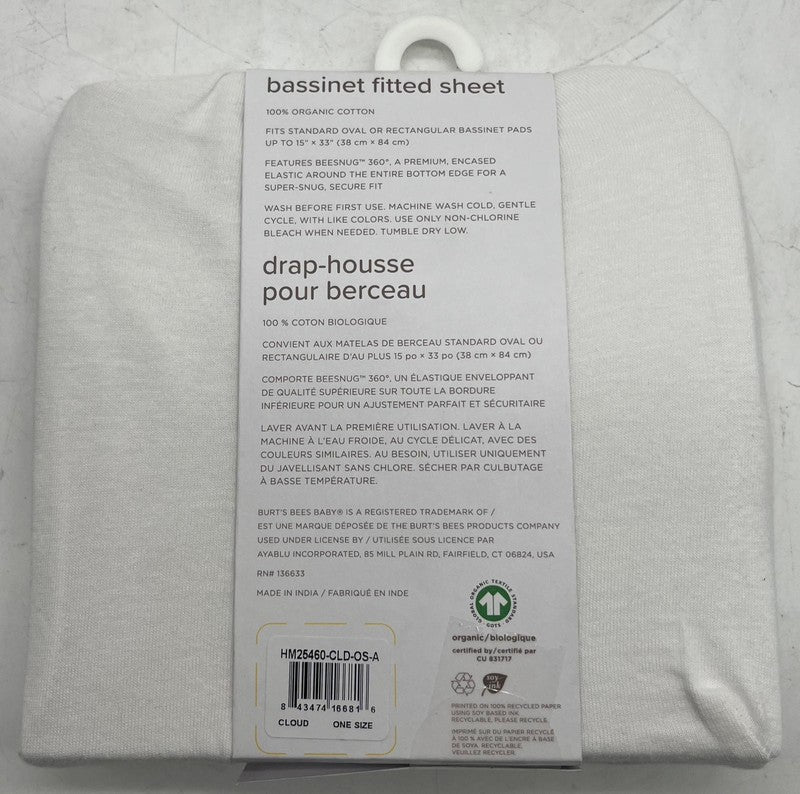 bassinet fitted sheet
100% ORGANIC COTTON
FITS STANDARD OVAL OR RECTANGULAR BASSINET PADS
UP TO 15" × 33" (38 cm × 84 cm)
FEATURES BEESNUG™ 360°, A PREMIUM, ENCASED
ELASTIC AROUND THE ENTIRE BOTTOM EDGE FOR A
SUPER-SNUG, SECURE FIT
WASH BEFORE FIRST USE. MACHINE WASH COLD, GENTLE
CYCLE, WITH LIKE COLORS. USE ONLY NON-CHLORINE
BLEACH WHEN NEEDED. TUMBLE DRY LOW.
drap-housse
pour berceau
100 % COTON BIOLOGIQUE
CONVIENT AUX MATELAS DE BERCEAU STANDARD OVAL OU
RECTANGULAIRE D'AU PLUS 15 po × 33 po (38 cm × 84 cm)
COMPORTE BEESNUG™ 360°, UN ÉLASTIQUE ENVELOPPANT
DE QUALITÉ SUPÉRIEURE SUR TOUTE LA BORDURE
INFÉRIEURE POUR UN AJUSTEMENT PARFAIT ET SÉCURITAIRE
LAVER AVANT LA PREMIÈRE UTILISATION. LAVER À LA
MACHINE À L'EAU FROIDE, AU CYCLE DÉLICAT, AVEC DES
COULEURS SIMILAIRES. AU BESOIN, UTILISER UNIQUEMENT
DU JAVELLISANT SANS CHLORE. SÉCHER PAR CULBUTAGE
À BASSE TEMPÉRATURE.
BURT'S BEES BABY® IS A REGISTERED TRADEMARK OF /
EST UNE MARQUE DÉPOSÉE DE THE BURT'S BEES PRODUCTS COMPANY
USED UNDER LICENSE BY / UTILISÉE SOUS LICENCE PAR
AYABLU INCORPORATED, 85 MILL PLAIN RD, FAIRFIELD, CT 06824, USA
RN# 136633
MADE IN INDIA / FABRIQUÉ EN INDE
GLOBAL ORGANIC TEXTILE STANDARD
GOTS
organic/biologique
certified by/certifié par
CU 831717
HM25460-CLD-OS-A
8 43474 16681 6
CLOUD ONE SIZE
soy
ink
PRINTED ON 100% RECYCLED PAPER
USING SOY BASED INK
RECYCLABLE, PLEASE RECYCLE.
IMPRIMÉ SUR DU PAPIER RECYCLÉ
À 100 % AVEC DE L'ENCRE À BASE
DE SOYA. RECYCLABLE,
VEUILLEZ RECYCLER.